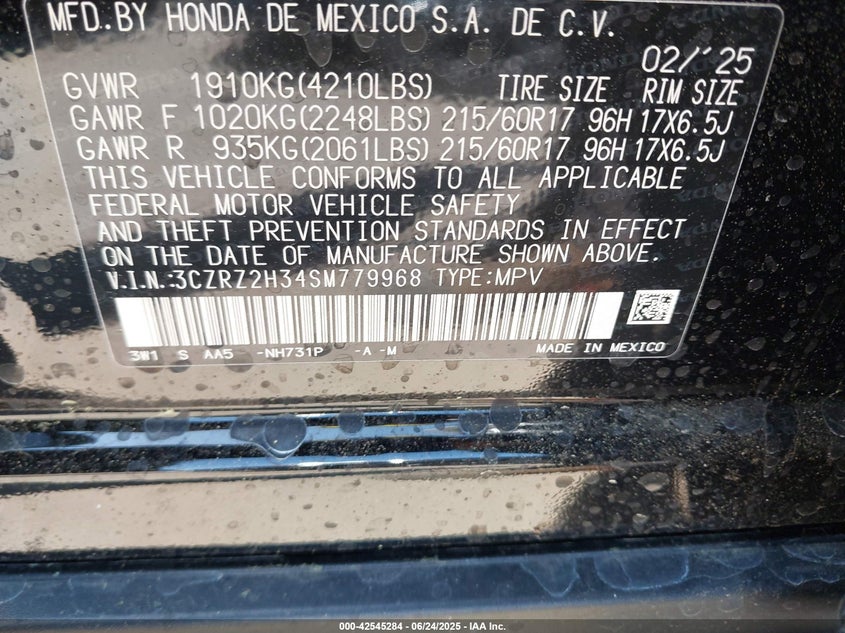 MFD.BY HONDA DE MEXICO S.A. DE C.V.
02/'25
GVWR 1910KG(4210LBS) TIRE SIZE RIM SIZE
GAWR F 1020KG(2248LBS) 215/60R17 96H 17X6.5J
GAWR R 935KG(2061LBS) 215/60R17 96H 17X6.5J
THIS VEHICLE CONFORMS TO ALL APPLICABLE
FEDERAL MOTOR VEHICLE SAFETY
AND THEFT PREVENTION STANDARDS IN EFFECT
ON THE DATE OF MANUFACTURE SHOWN ABOVE.
V.I.N.:3CZRZ2H34SM779968 TYPE:MPV
3W1 S AA5 -NH731P -A -M MADE IN MEXICO
000-42545284 - 06/24/2025 - IAA Inc.